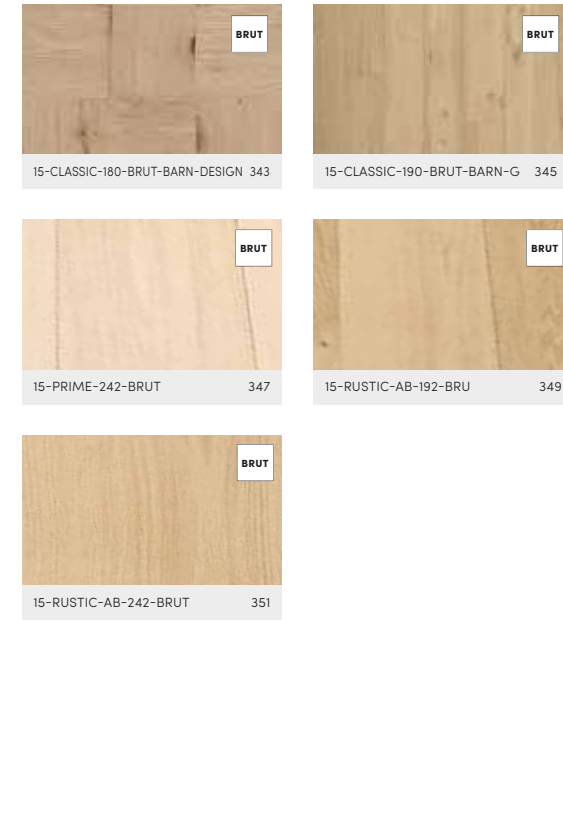 BRUT
BRUT
15-CLASSIC-180-BRUT-BARN-DESIGN 343
15-CLASSIC-190-BRUT-BARN-G 345
BRUT
BRUT
15-PRIME-242-BRUT 347
15-RUSTIC-AB-192-BRU 349
BRUT
15-RUSTIC-AB-242-BRUT 351